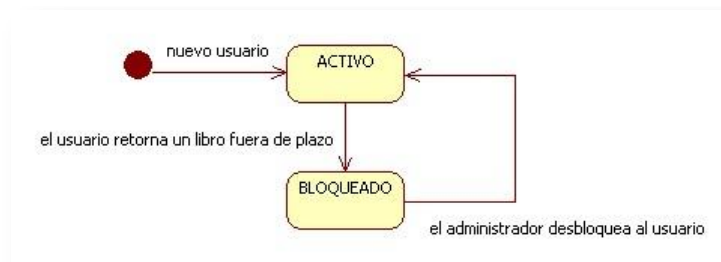 nuevo usuario
ACTIVO
el usuario retorna un libro fuera de plazo
BLOQUEADO
el administrador desbloquea al usuario